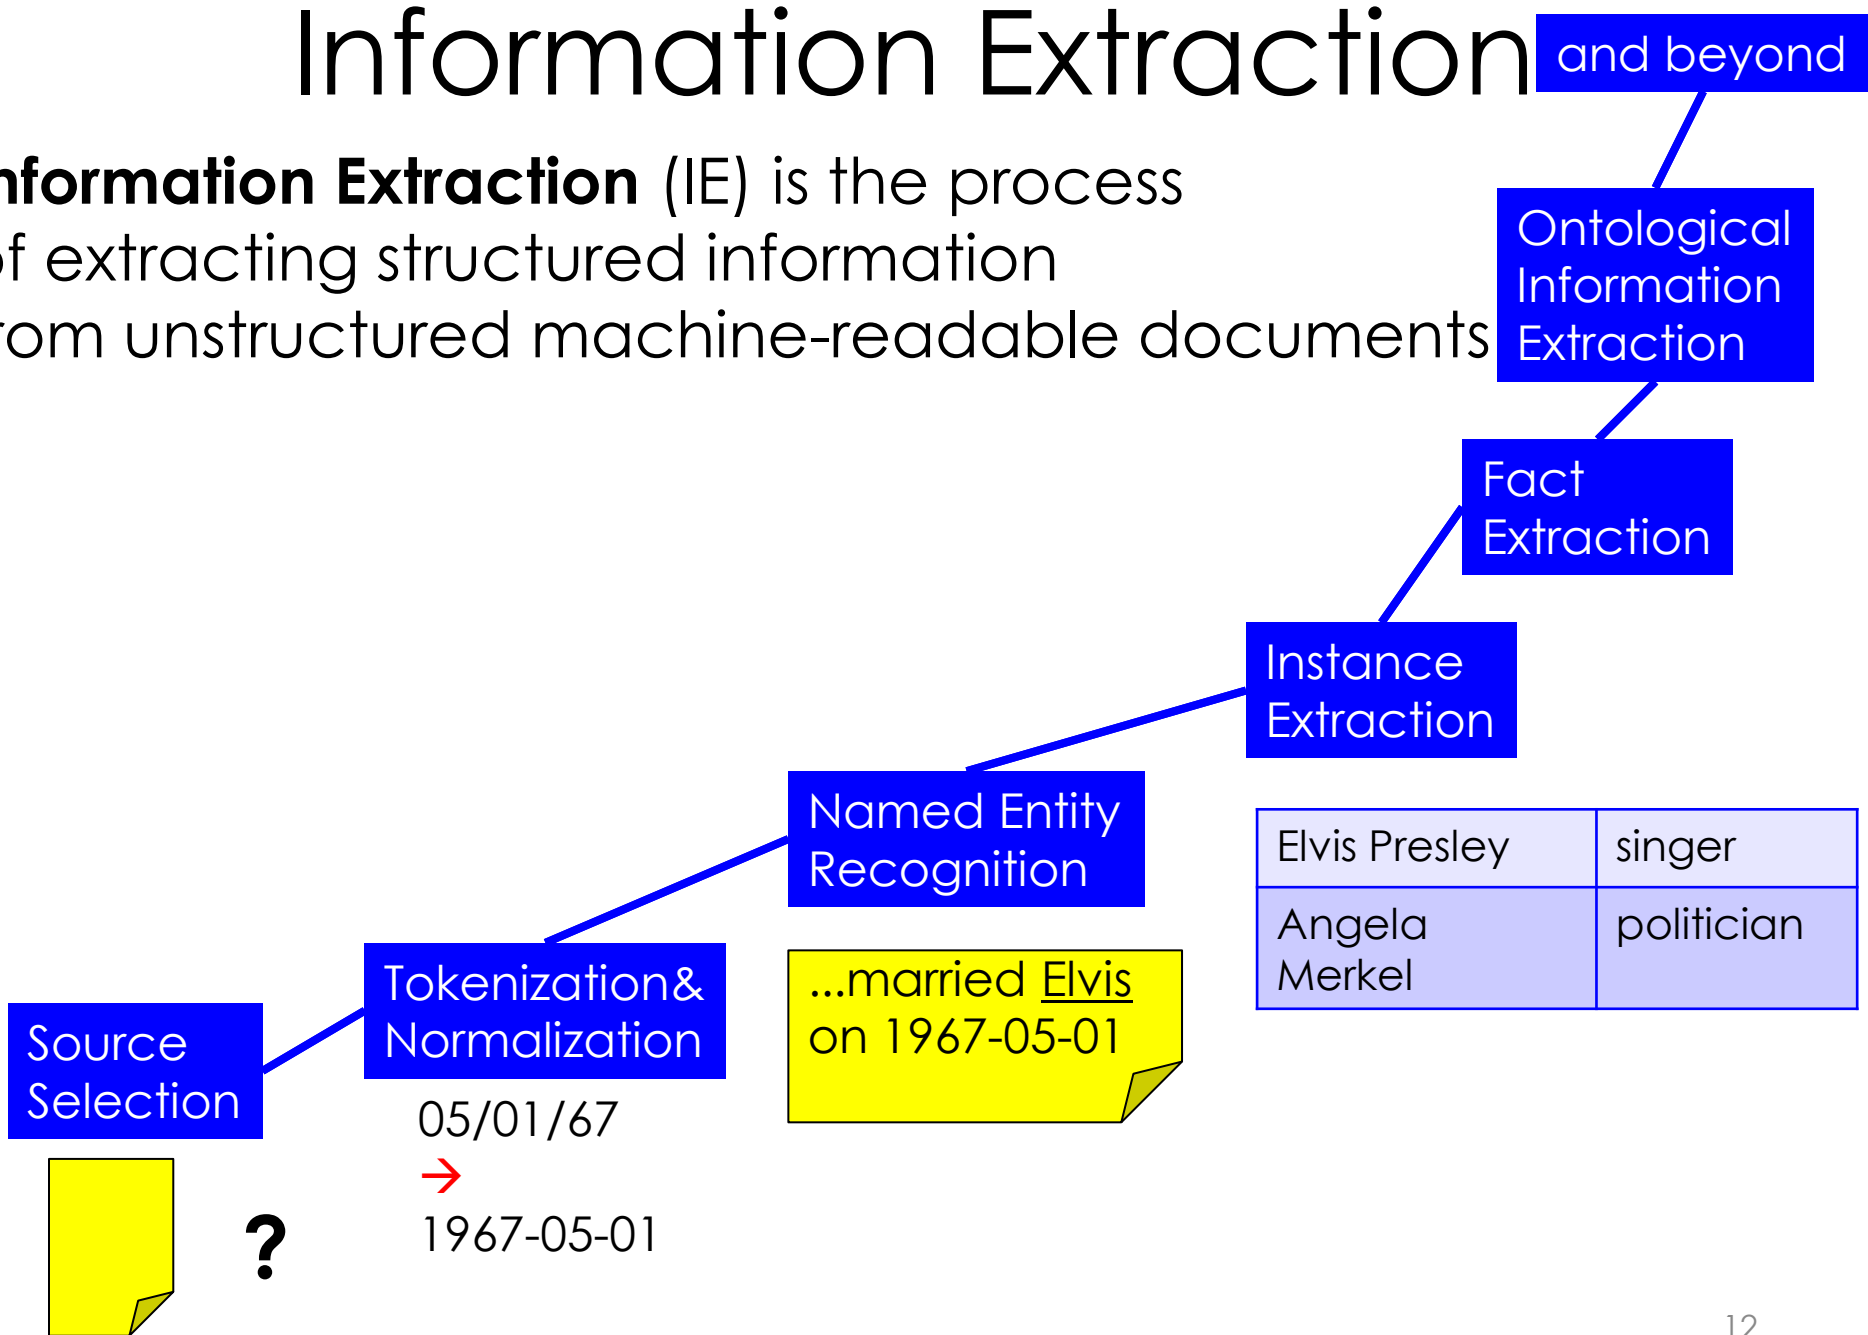 Information Extraction
and beyond
nformation Extraction (IE) is the process
of extracting structured information
rom unstructured machine-readable documents
Ontological
Information
Extraction
Fact
Extraction
Instance
Extraction
Elvis Presley singer
Angela politician
Merkel
Named Entity
Recognition
...married Elvis
on 1967-05-01
Tokenization&
Normalization
05/01/67
→
1967-05-01
Source
Selection
?
12